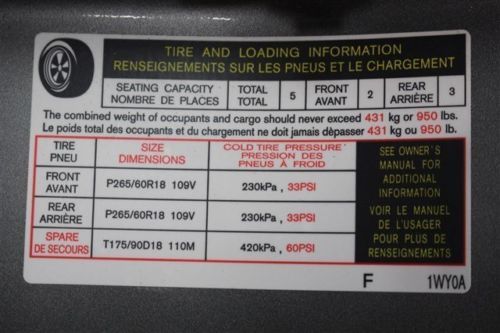 TIRE AND LOADING INFORMATION
RENSEIGNEMENTS SUR LES PNEUS ET LE CHARGEMENT
SEATING CAPACITY TOTAL 5 FRONT 2 REAR 3
NOMBRE DE PLACES TOTAL AVANT ARRIÈRE
The combined weight of occupants and cargo should never exceed 431 kg or 950 lbs.
Le poids total des occupants et du chargement ne doit jamais dépasser 431 kg ou 950 lb.
TIRE SIZE COLD TIRE PRESSURE
PNEU DIMENSIONS PRESSION DES
PNEUS À FROID
FRONT
AVANT P265/60R18 109V 230kPa , 33PSI
REAR
ARRIÈRE P265/60R18 109V 230kPa , 33PSI
SPARE
DE SECOURS T175/90D18 110M 420kPa , 60PSI
SEE OWNER'S
MANUAL FOR
ADDITIONAL
INFORMATION
VOIR LE MANUEL
DE L'USAGER
POUR PLUS DE
RENSEIGNEMENTS
F 1WY0A